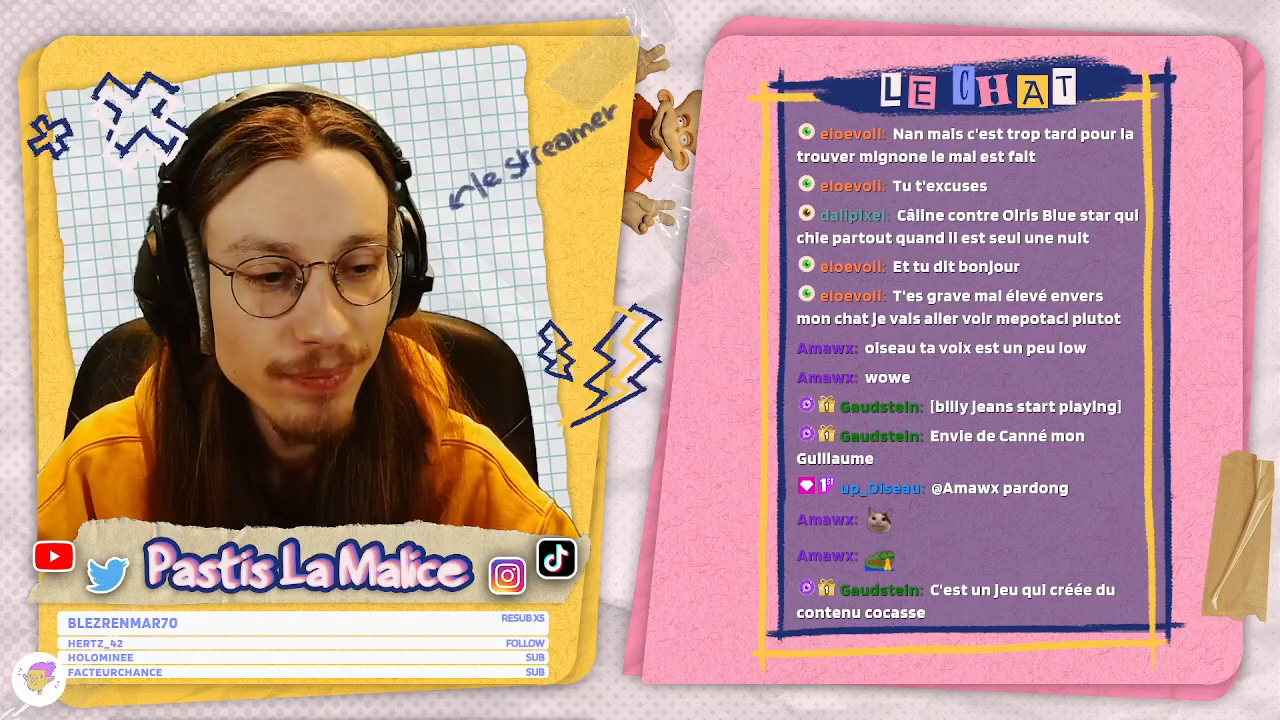 le streamer
Pastis La Malice
BLEZRENMAR70 RESUB X5
HERTZ_42 FOLLOW
HOLOMINEE SUB
FACTEURCHANCE SUB
LE CHAT
eloevoli: Nan mais c'est trop tard pour la
trouver mignone le mal est fait
eloevoli: Tu t'excuses
dalipixel: Câline contre Olris Blue star qui
chie partout quand il est seul une nuit
eloevoli: Et tu dit bonjour
eloevoli: T'es grave mal élevé envers
mon chat je vais aller voir mepotaci plutot
Amawx: oiseau ta voix est un peu low
Amawx: wowe
1 Gaudstein: [billy jeans start playing]
1 Gaudstein: Envie de Canné mon
Guillaume
1ST up_Oiseau: @Amawx pardong
Amawx:
Amawx:
1 Gaudstein: C'est un jeu qui créée du
contenu cocasse